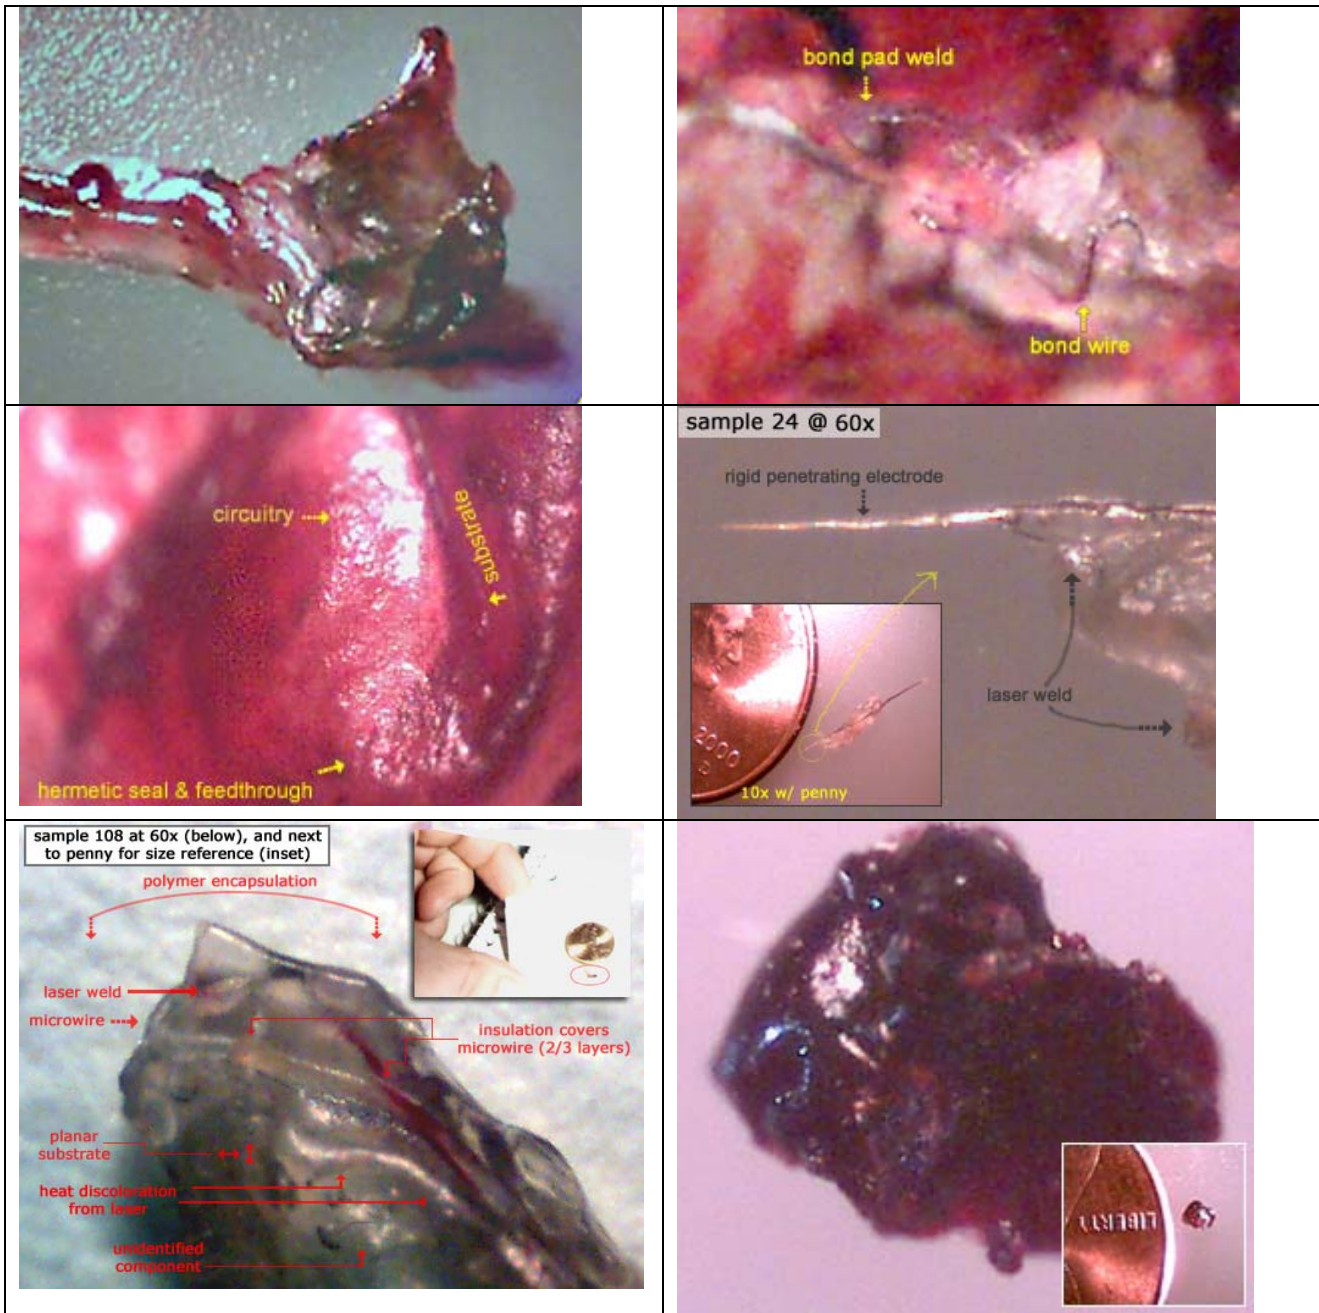 bond pad weld
bond wire
circuitry
substrate
hermetic seal & feedthrough
sample 24 @ 60x
rigid penetrating electrode
laser weld
2000
D
10x w/ penny
sample 108 at 60x (below), and next
to penny for size reference (inset)
polymer encapsulation
laser weld
microwire
insulation covers
microwire (2/3 layers)
planar
substrate
heat discoloration
from laser
unidentified
component
LIBERTY